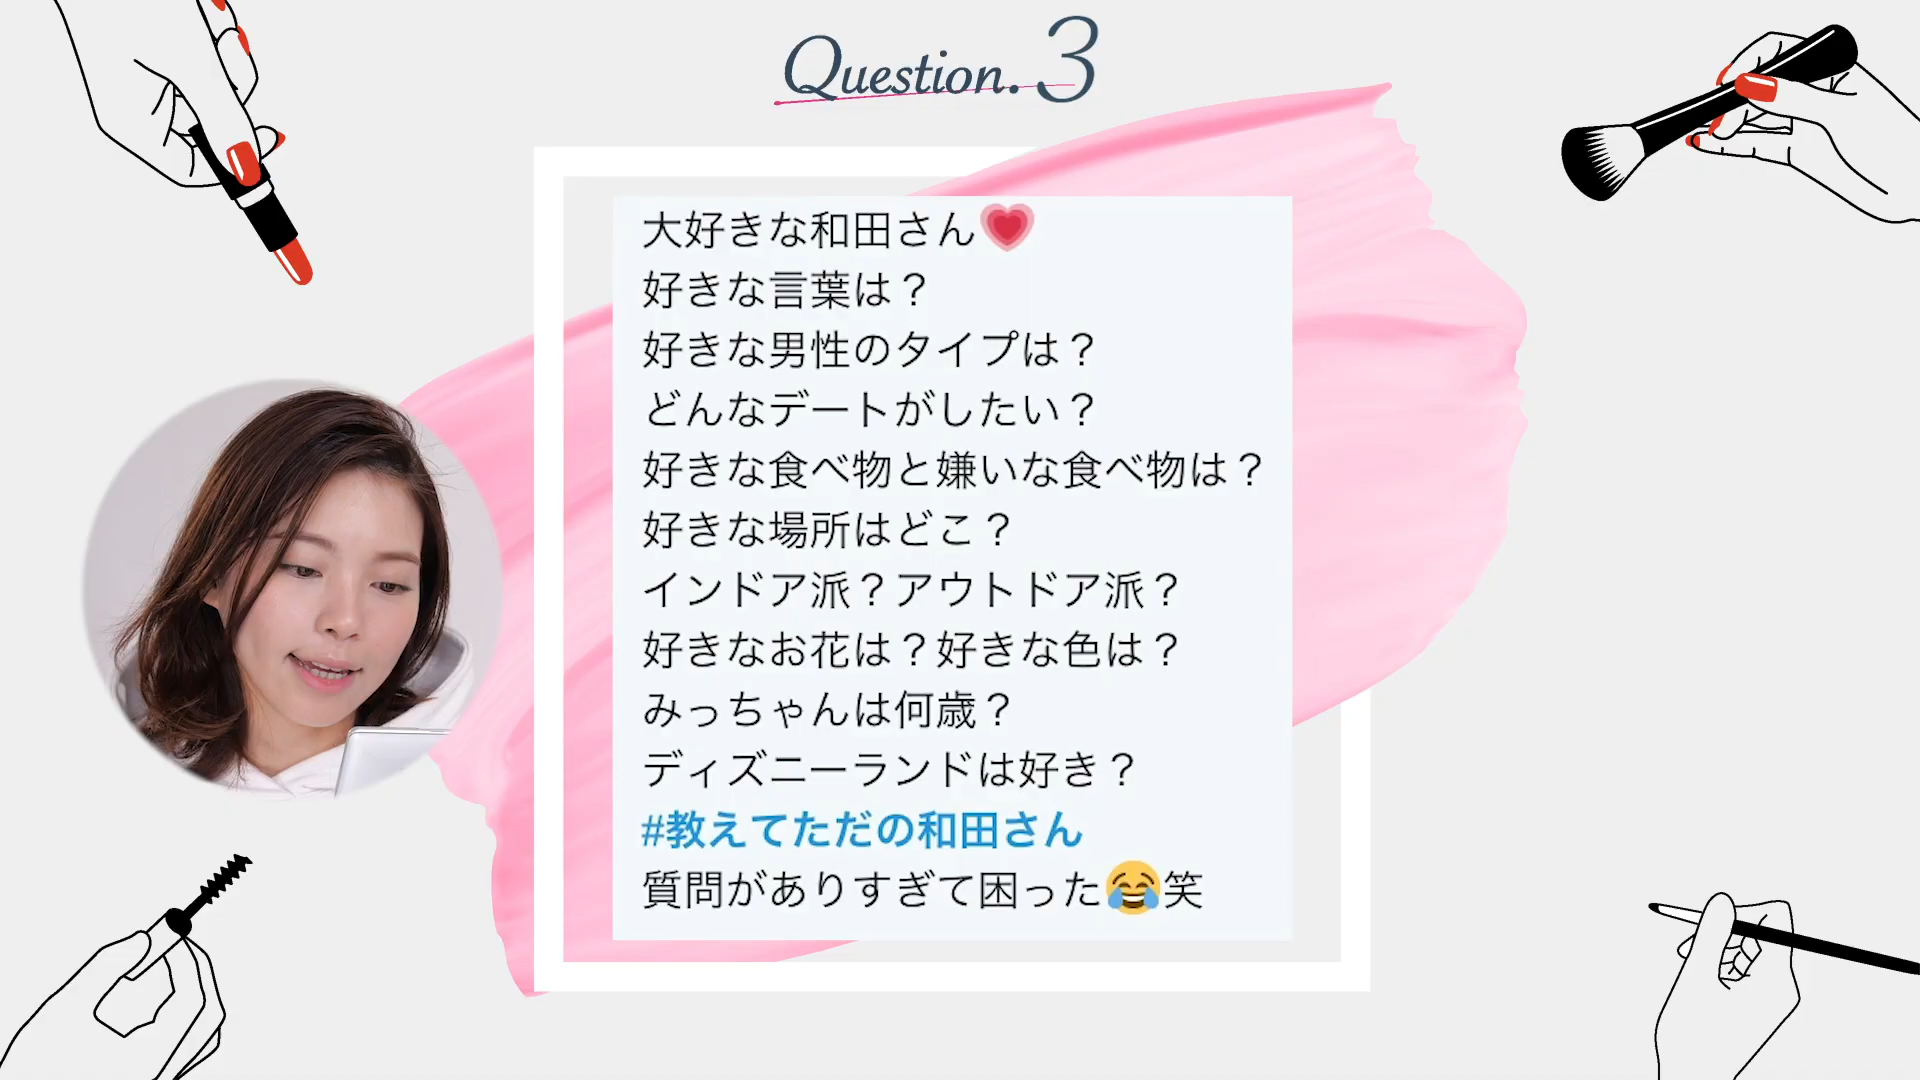 Question.3
大好きな和田さん💗
好きな言葉は？
好きな男性のタイプは？
どんなデートがしたい？
好きな食べ物と嫌いな食べ物は？
好きな場所はどこ？
インドア派？アウトドア派？
好きなお花は？好きな色は？
みっちゃんは何歳？
ディズニーランドは好き？
#教えてただの和田さん
質問がありすぎて困った😂笑